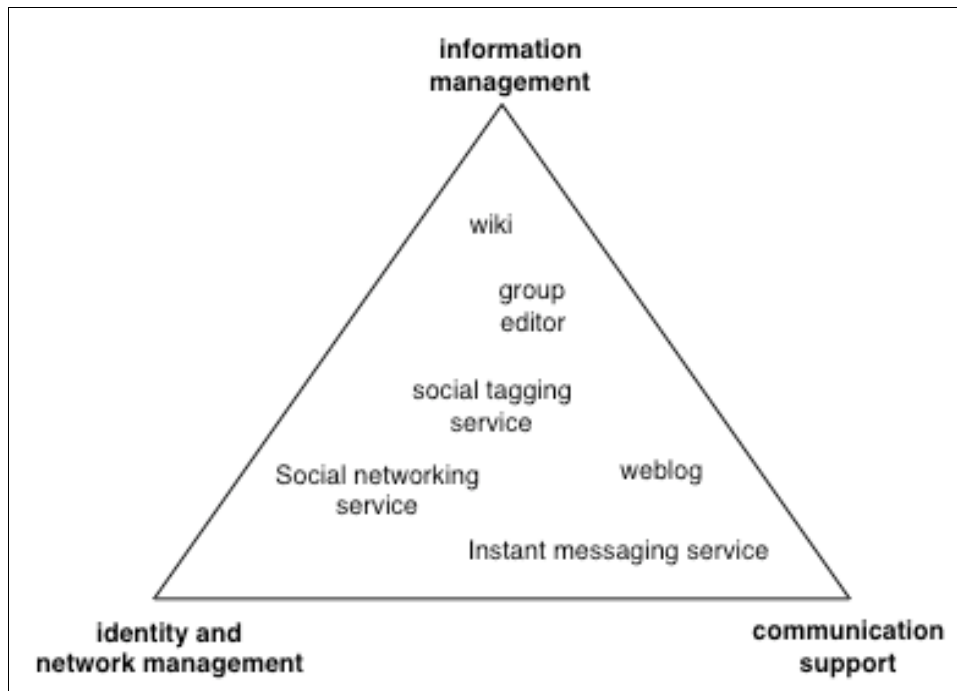 information
management
wiki
group
editor
social tagging
service
Social networking
service
weblog
Instant messaging service
identity and
network management
communication
support